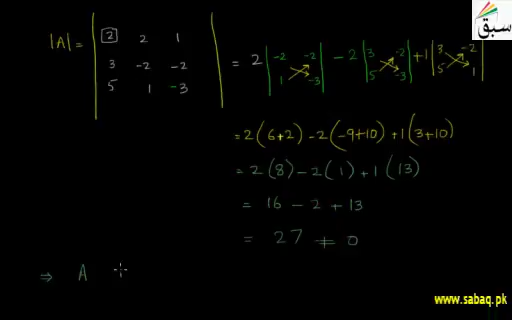 سبق
|A| = | 2 2 1 | = 2 | -2 -2 | - 2 | 3 -2 | + 1 | 3 -2 |
| 3 -2 -2 | | 1 -3 | | 5 -3 | | 5 1 |
| 5 1 -3 |
= 2(6+2) - 2(-9+10) + 1(3+10)
= 2(8) - 2(1) + 1(13)
= 16 - 2 + 13
= 27 ≠ 0
⇒ A
www.sabaq.pk